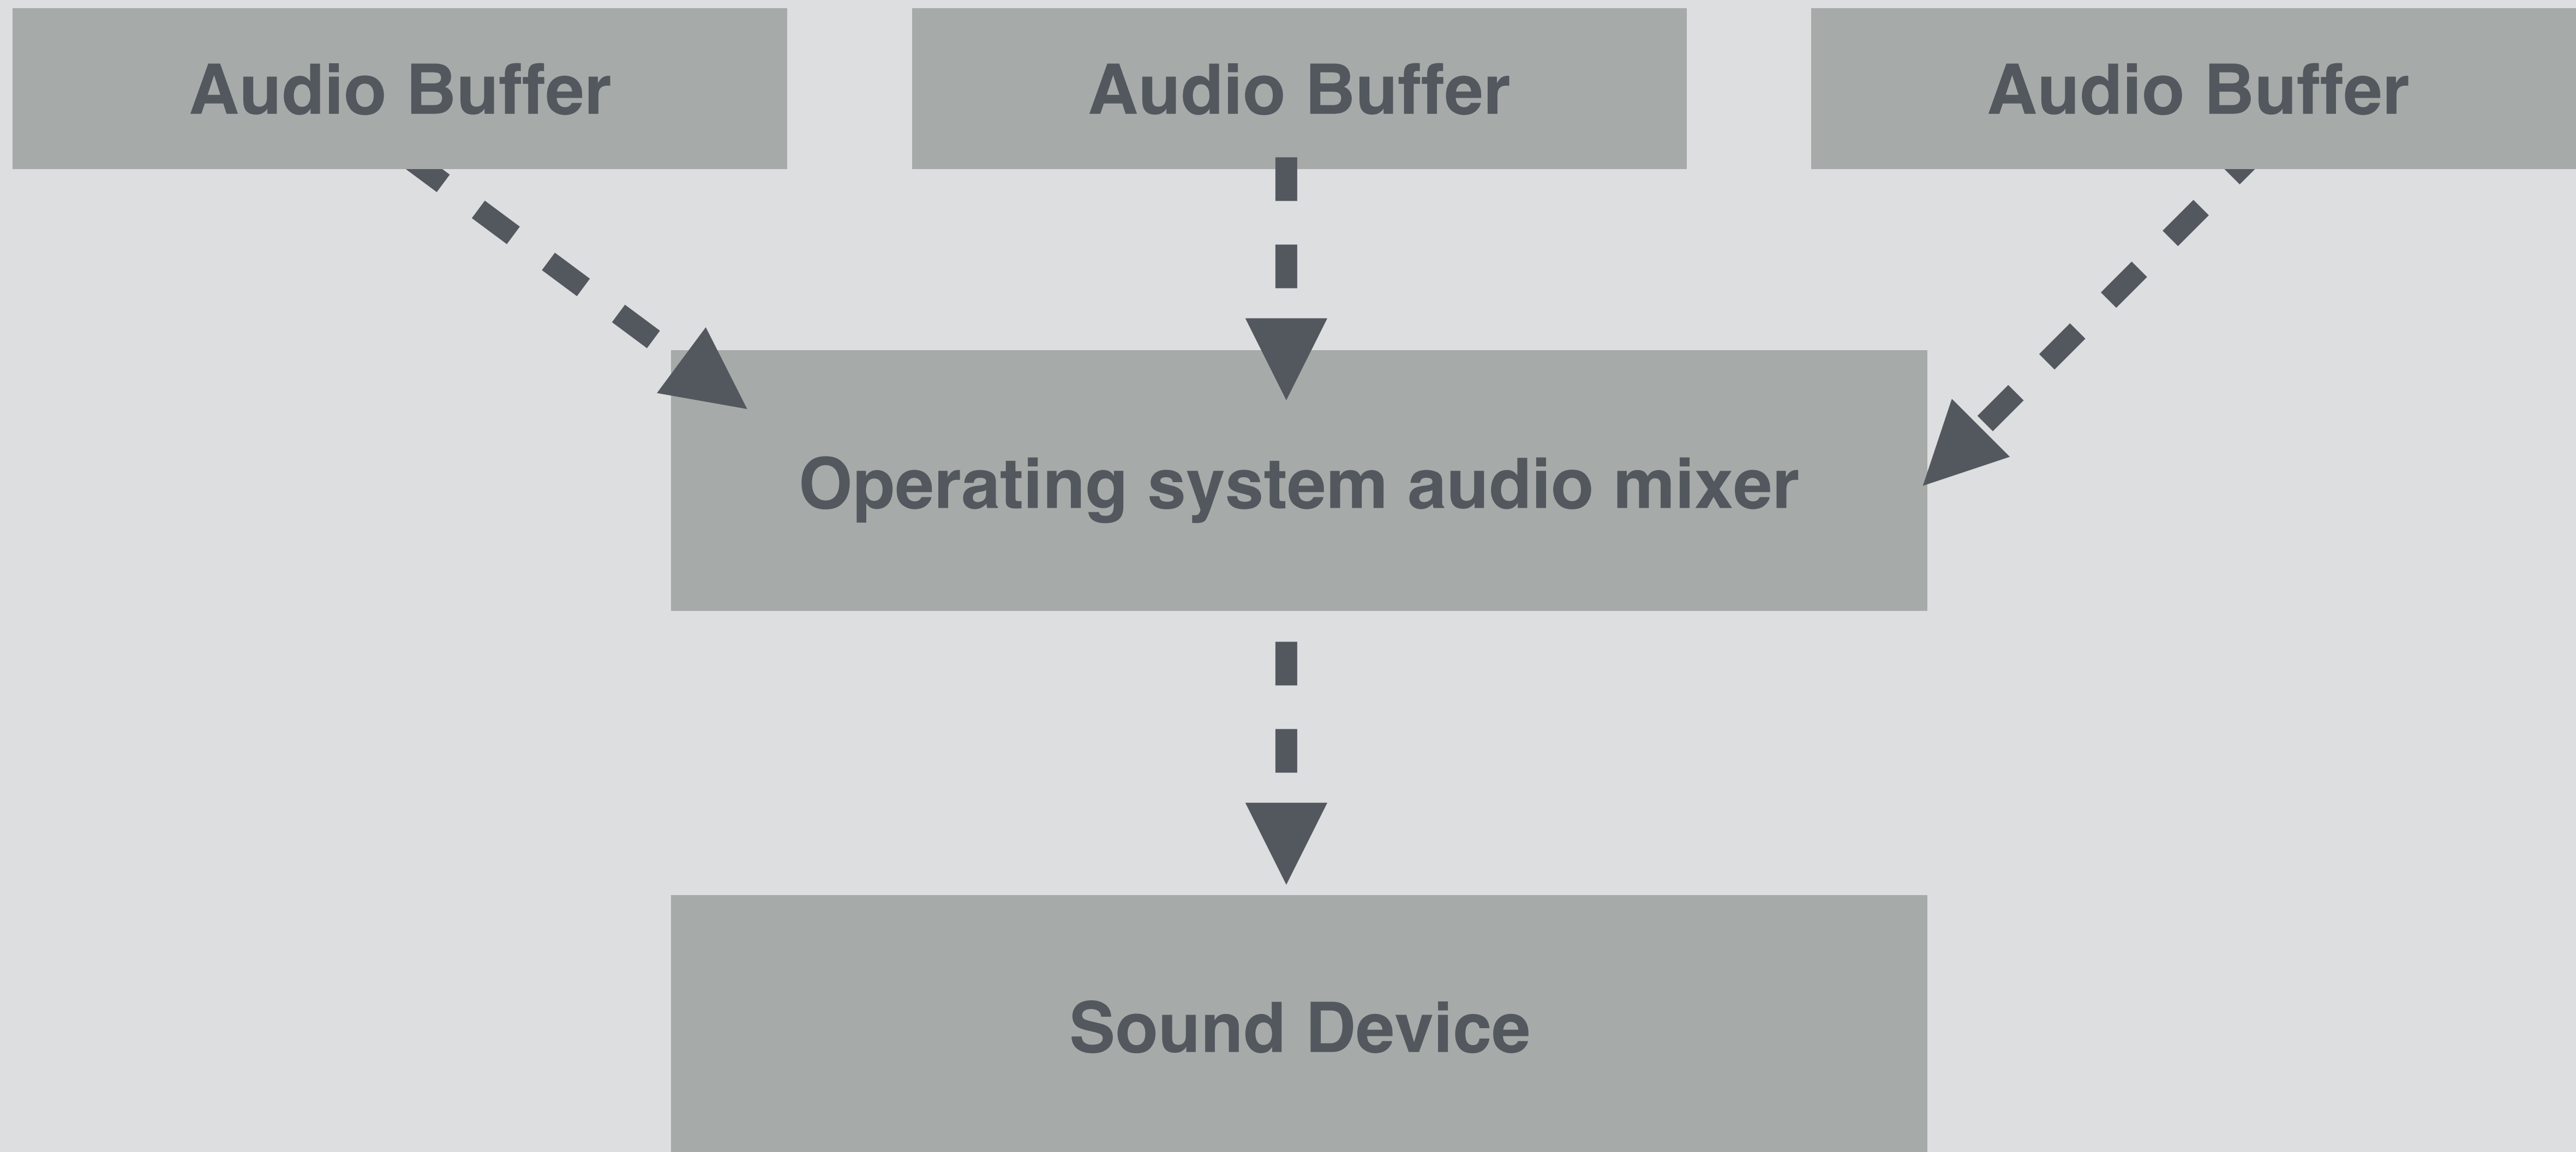 Audio Buffer
Audio Buffer
Audio Buffer
Operating system audio mixer
Sound Device